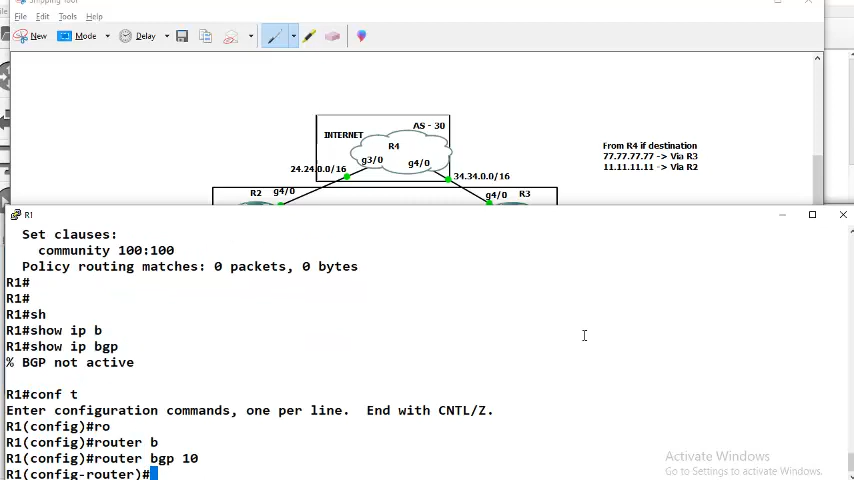 Snipping Tool
File Edit Tools Help
New Mode Delay
INTERNET
AS - 30
R4
g3/0
g4/0
24.24.0.0/16
34.34.0.0/16
From R4 if destination
77.77.77.77 -> Via R3
11.11.11.11 -> Via R2
R2 g4/0
g4/0 R3
R1
Set clauses:
community 100:100
Policy routing matches: 0 packets, 0 bytes
R1#
R1#
R1#sh
R1#show ip b
R1#show ip bgp
% BGP not active
R1#conf t
Enter configuration commands, one per line. End with CNTL/Z.
R1(config)#ro
R1(config)#router b
R1(config)#router bgp 10
R1(config-router)#
Activate Windows
Go to Settings to activate Windows.